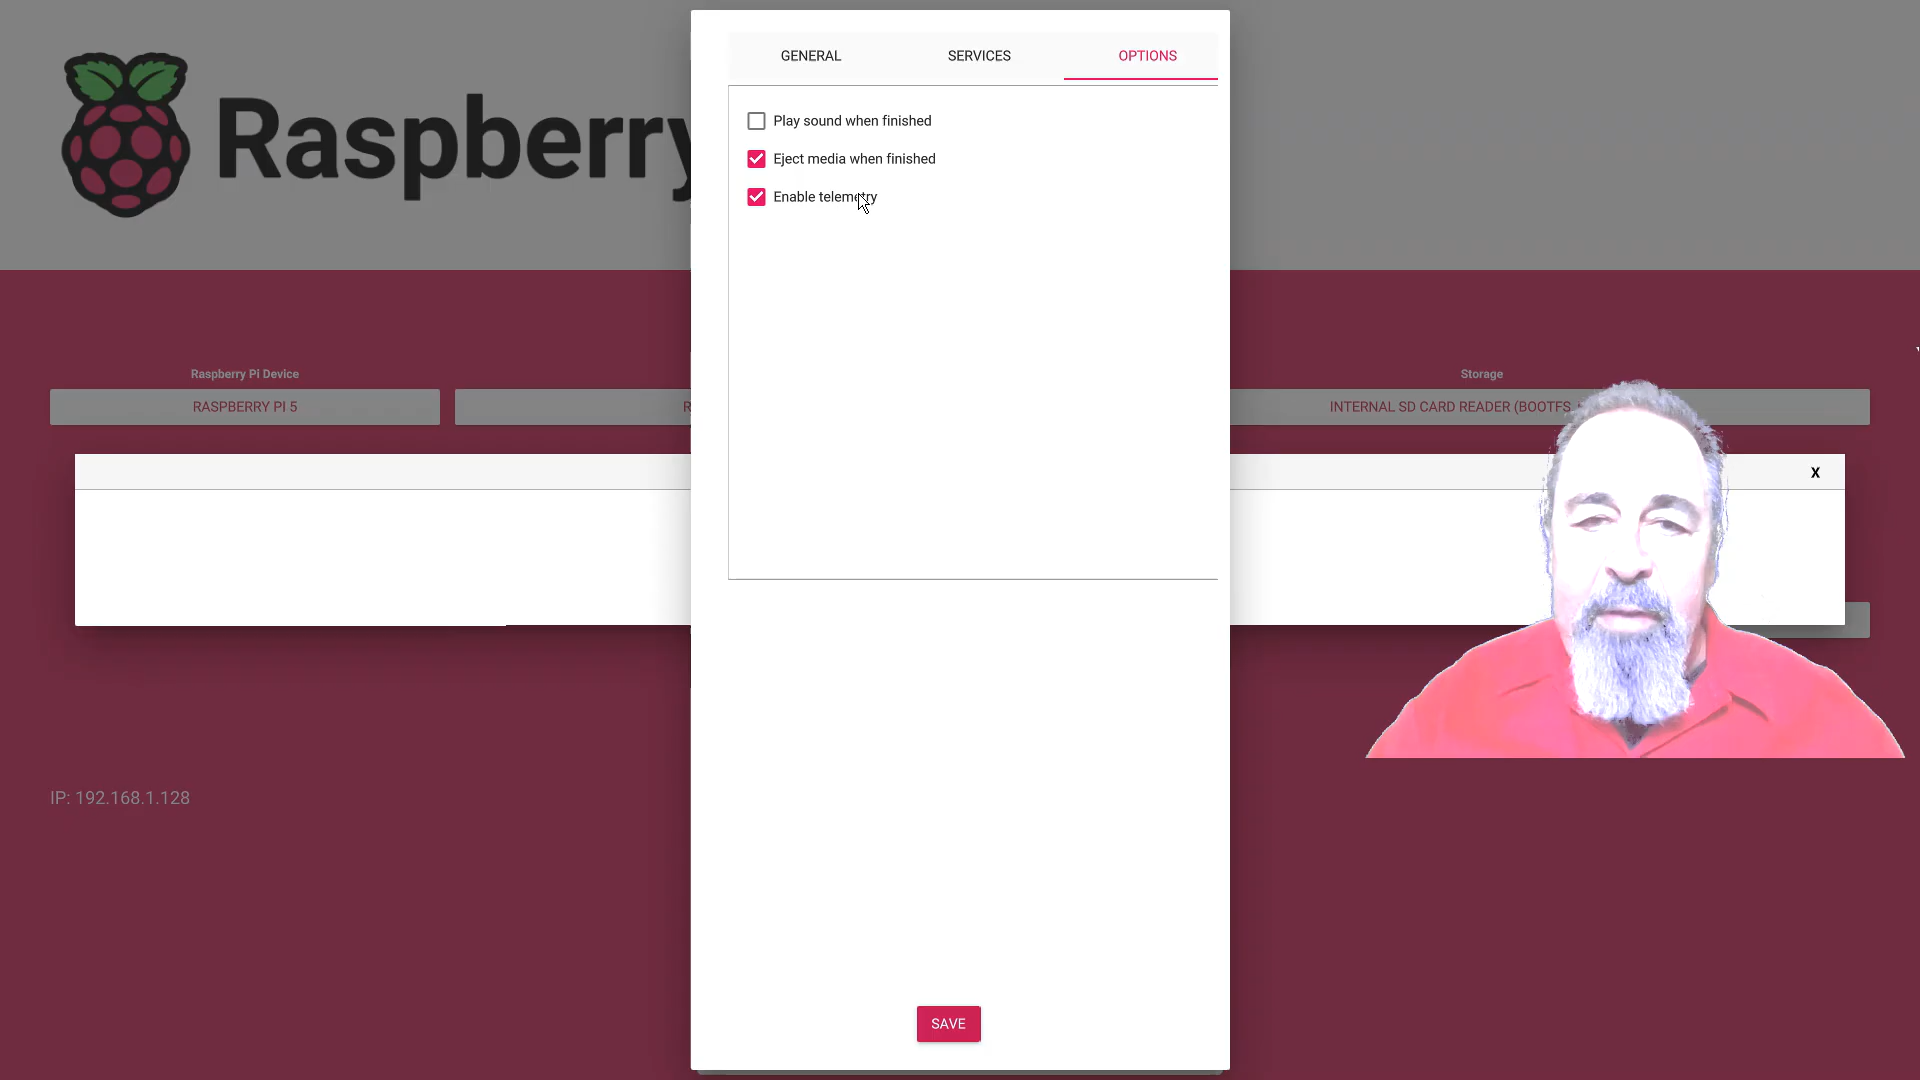 GENERAL SERVICES OPTIONS
Raspberry
Play sound when finished
Eject media when finished
Enable telemetry
Raspberry Pi Device
Storage
RASPBERRY PI 5
R
INTERNAL SD CARD READER (BOOTFS
X
IP: 192.168.1.128
SAVE